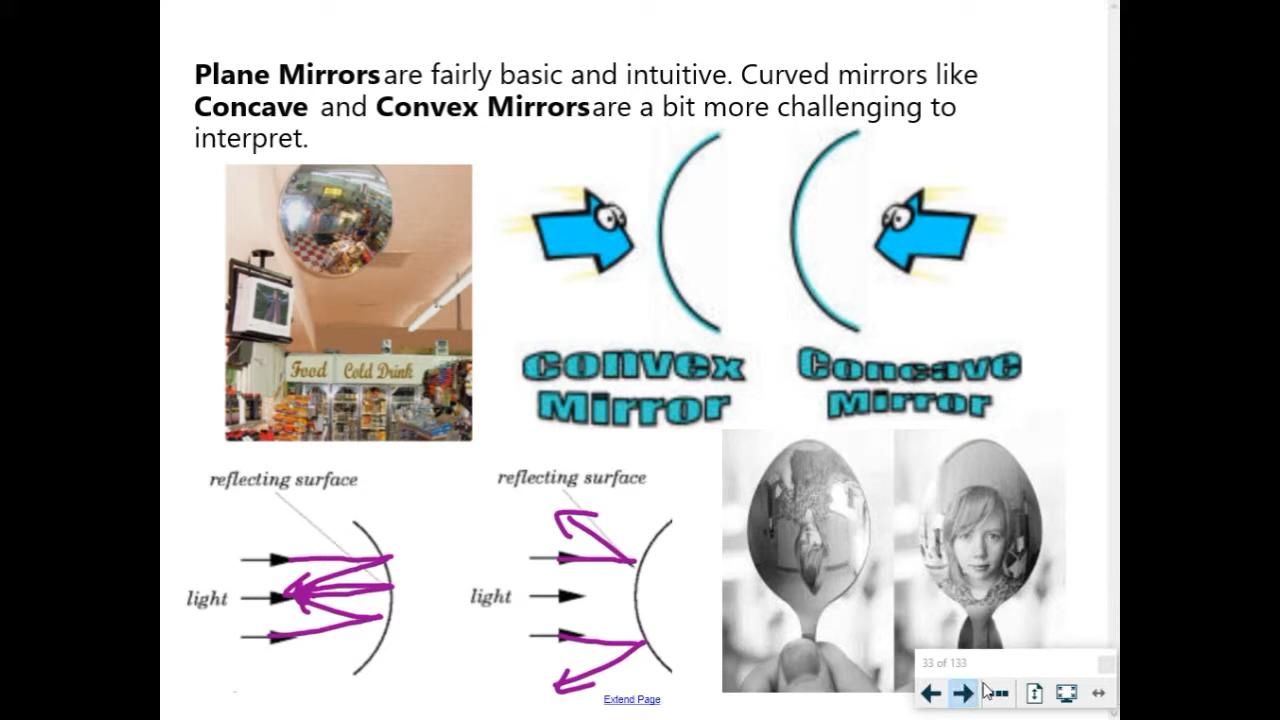 Plane Mirrors are fairly basic and intuitive. Curved mirrors like
Concave and Convex Mirrors are a bit more challenging to
interpret.
Food Cold Drink
Convex
Mirror
Concave
Mirror
reflecting surface
light
reflecting surface
light
33 of 133
Extend Page